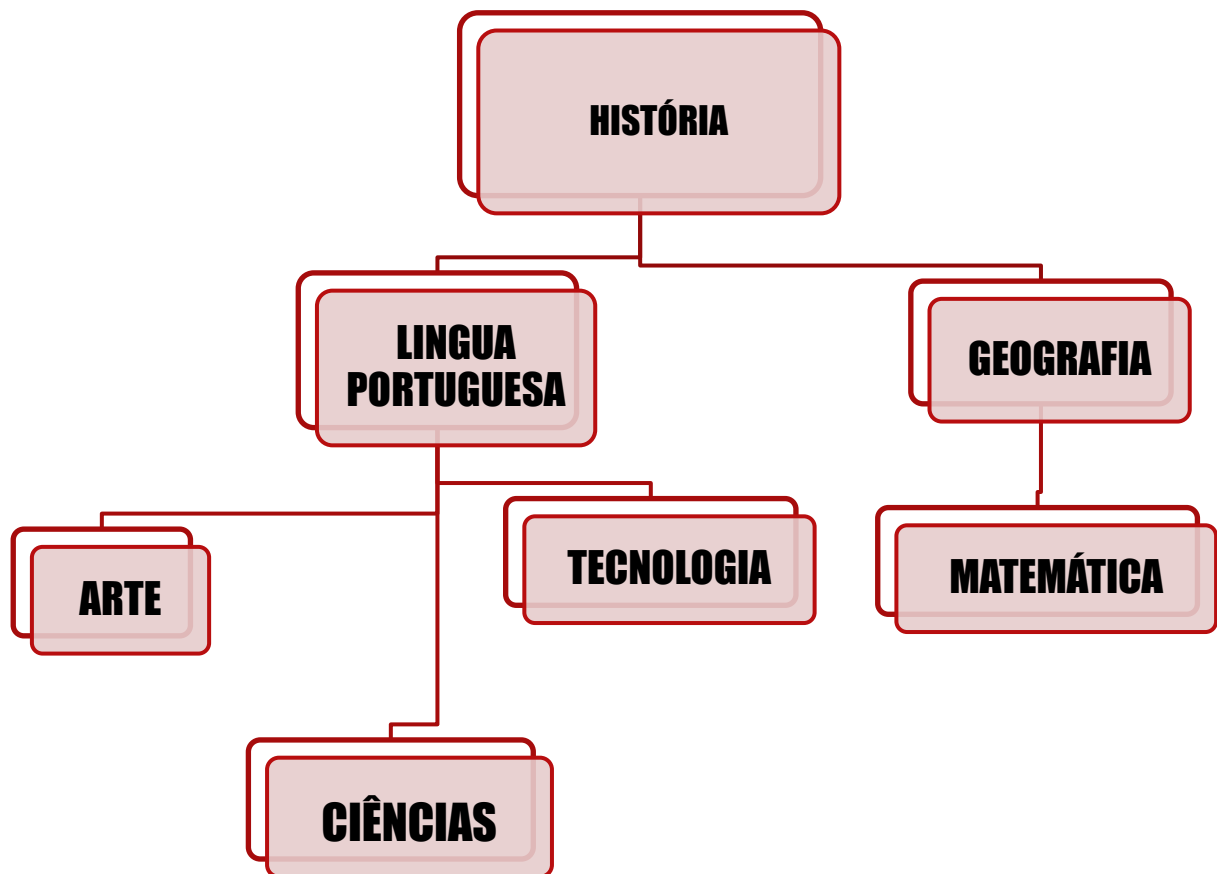 HISTÓRIA
LINGUA
PORTUGUESA
GEOGRAFIA
ARTE
TECNOLOGIA
MATEMÁTICA
CIÊNCIAS